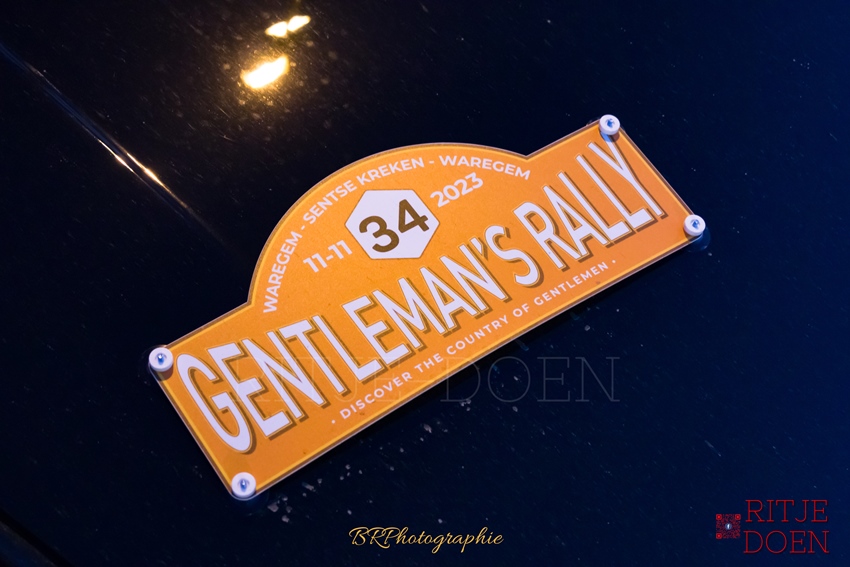 WAREGEM - SENTSE KREKEN - WAREGEM
11-11 34 2023
GENTLEMAN'S RALLY
· DISCOVER THE COUNTRY OF GENTLEMEN ·
RITJE DOEN
BRPhotographie
RITJE
DOEN